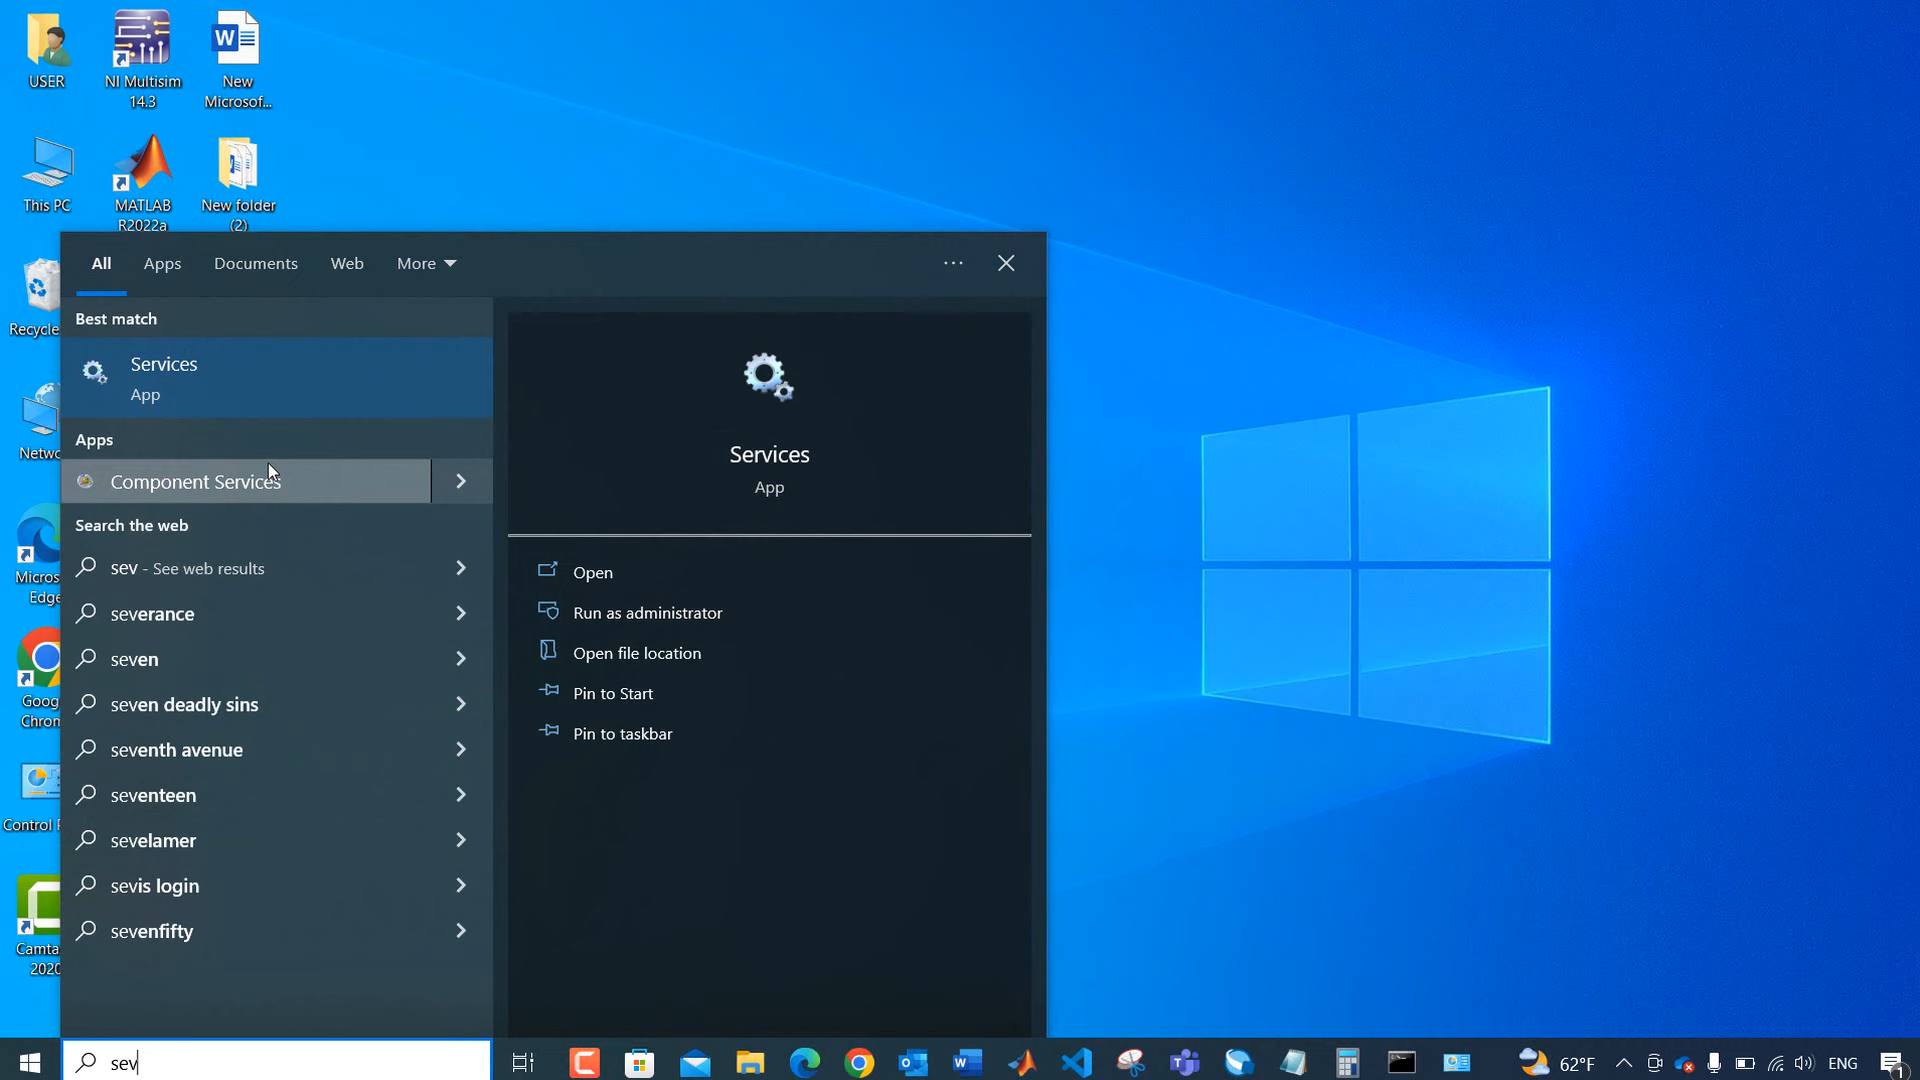 USER
NI Multisim
14.3
New
Microsof...
This PC
MATLAB
R2022a
New folder
(2)
Recycle
Netwo
Micros
Edge
Goog
Chrom
Control P
Camta
2020
All
Apps
Documents
Web
More
Best match
Services
App
Apps
Component Services
Search the web
sev - See web results
severance
seven
seven deadly sins
seventh avenue
seventeen
sevelamer
sevis login
sevenfifty
Services
App
Open
Run as administrator
Open file location
Pin to Start
Pin to taskbar
sev
62°F
ENG
1